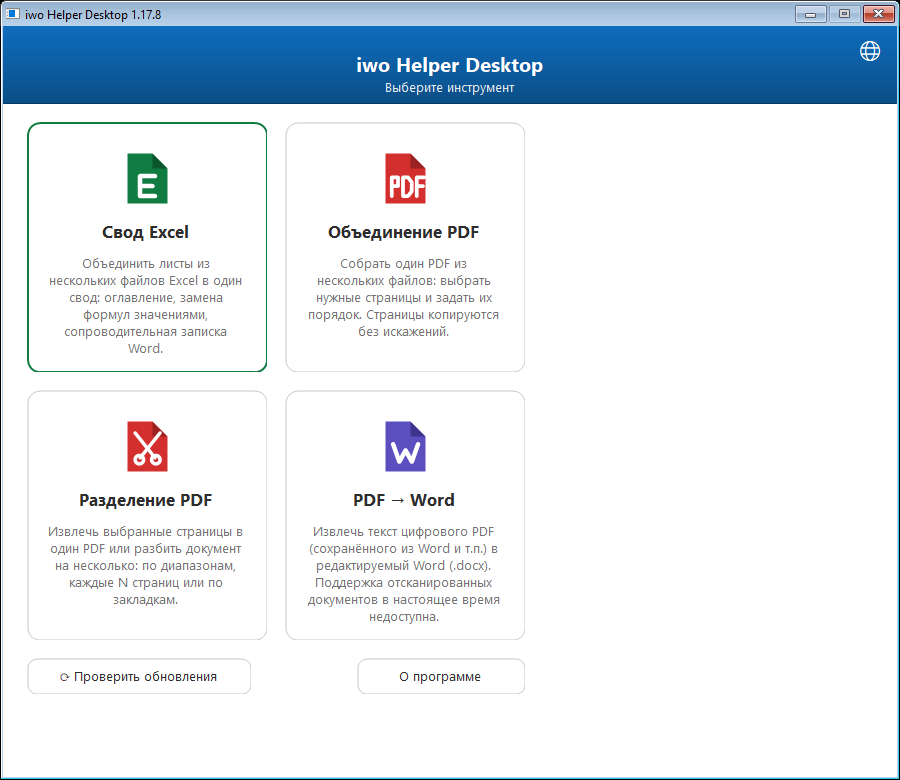 iwo Helper Desktop 1.17.8
iwo Helper Desktop
Выберите инструмент
E
Свод Excel
Объединить листы из
нескольких файлов Excel в один
свод: оглавление, замена
формул значениями,
сопроводительная записка
Word.
PDF
Объединение PDF
Собрать один PDF из
нескольких файлов: выбрать
нужные страницы и задать их
порядок. Страницы копируются
без искажений.
Разделение PDF
Извлечь выбранные страницы в
один PDF или разбить документ
на несколько: по диапазонам,
каждые N страниц или по
закладкам.
W
PDF → Word
Извлечь текст цифрового PDF
(сохранённого из Word и т.п.) в
редактируемый Word (.docx).
Поддержка отсканированных
документов в настоящее время
недоступна.
⟳ Проверить обновления
О программе